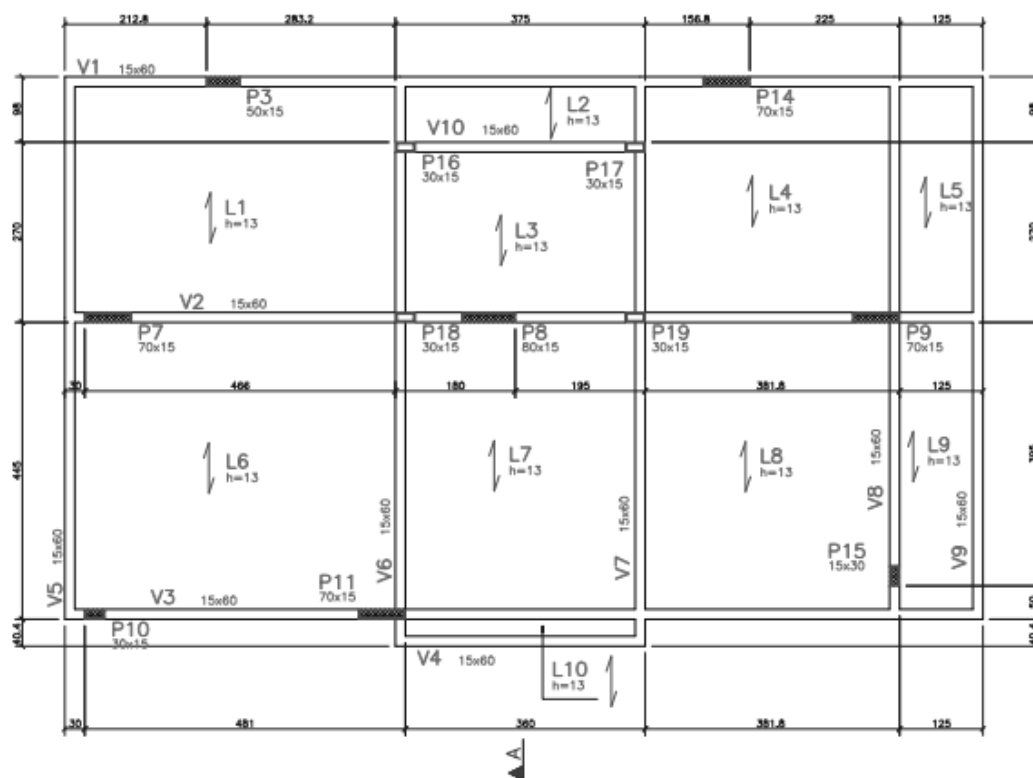 212.8 283.2 375 156.8 225 125
V1 15x60
P3
50x15
P14
70x15
L2
h=13
V10 15x60
P16
30x15
P17
30x15
L1
h=13
L3
h=13
L4
h=13
L5
h=13
270
V2 15x60
P7
70x15
P18
30x15
P8
80x15
P19
30x15
P9
70x15
30 466 180 195 381.8 125
445
L6
h=13
L7
h=13
L8
h=13
L9
h=13
15x60
V5
15x60
V6
15x60
V7
15x60
V8
15x60
V9
P15
15x30
P11
70x15
V3 15x60
P10
30x15
40.4
V4 15x60
L10
h=13
30 481 360 381.8 125
A